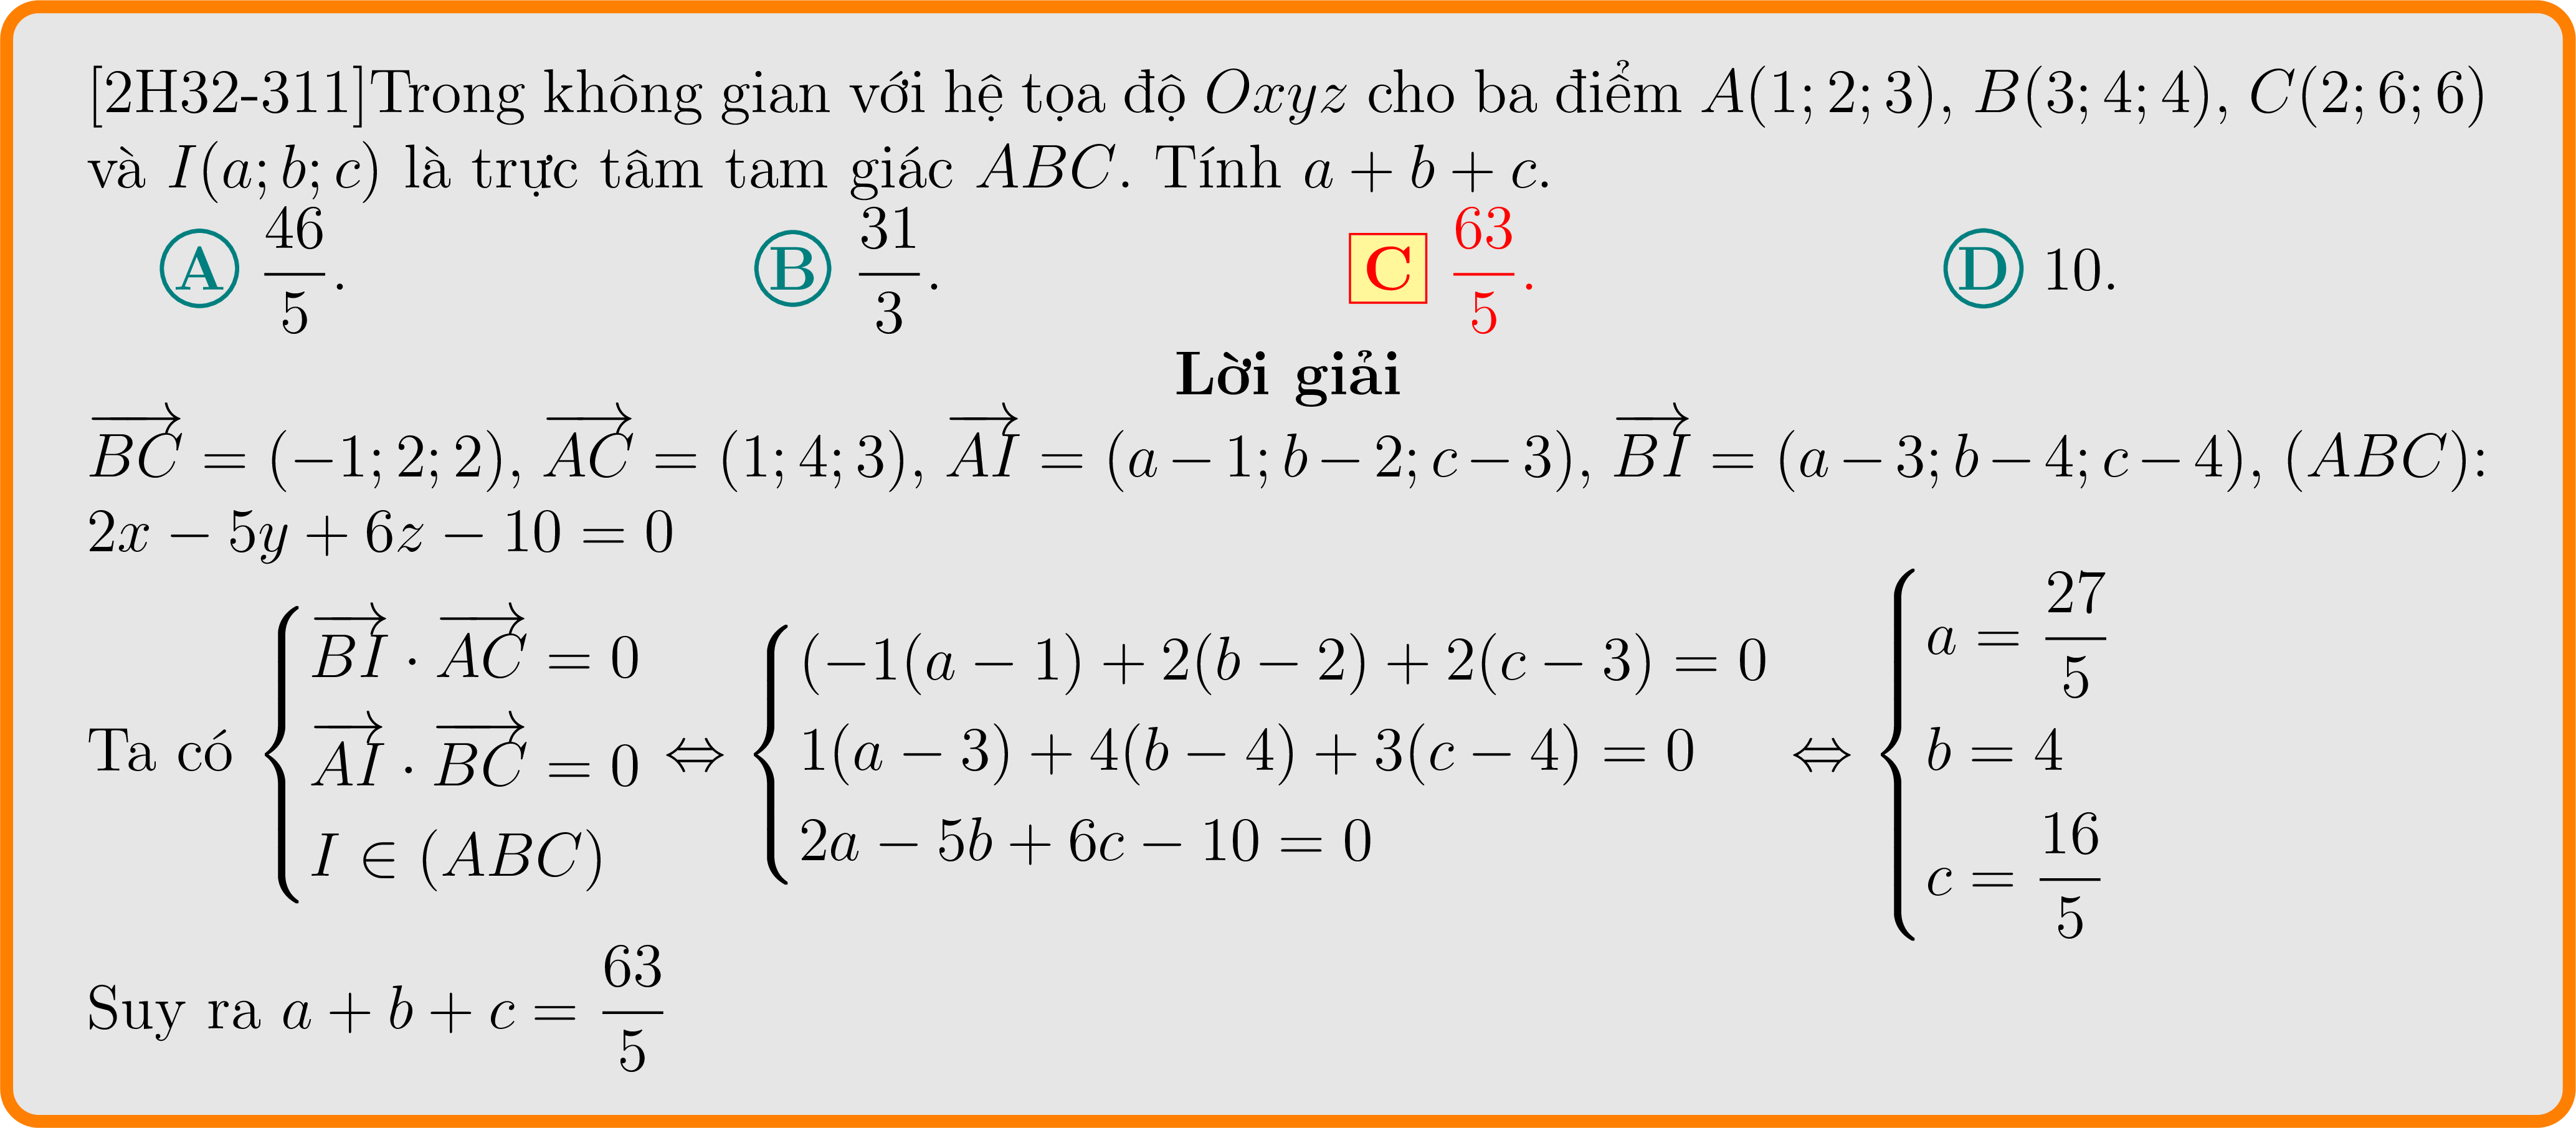 [2H32-311]Trong không gian với hệ tọa độ Oxyz cho ba điểm A(1; 2; 3), B(3; 4; 4), C(2; 6; 6)
và I(a; b; c) là trực tâm tam giác ABC. Tính a + b + c.
A $\frac{46}{5}$. B $\frac{31}{3}$. C $\frac{63}{5}$. D 10.
Lời giải
$\overrightarrow{BC} = (-1; 2; 2)$, $\overrightarrow{AC} = (1; 4; 3)$, $\overrightarrow{AI} = (a - 1; b - 2; c - 3)$, $\overrightarrow{BI} = (a - 3; b - 4; c - 4)$, $(ABC)$:
$2x - 5y + 6z - 10 = 0$
Ta có $\begin{cases} \overrightarrow{BI} \cdot \overrightarrow{AC} = 0 \\ \overrightarrow{AI} \cdot \overrightarrow{BC} = 0 \\ I \in (ABC) \end{cases} \Leftrightarrow \begin{cases} (-1(a - 1) + 2(b - 2) + 2(c - 3) = 0 \\ 1(a - 3) + 4(b - 4) + 3(c - 4) = 0 \\ 2a - 5b + 6c - 10 = 0 \end{cases} \Leftrightarrow \begin{cases} a = \frac{27}{5} \\ b = 4 \\ c = \frac{16}{5} \end{cases}$
Suy ra $a + b + c = \frac{63}{5}$